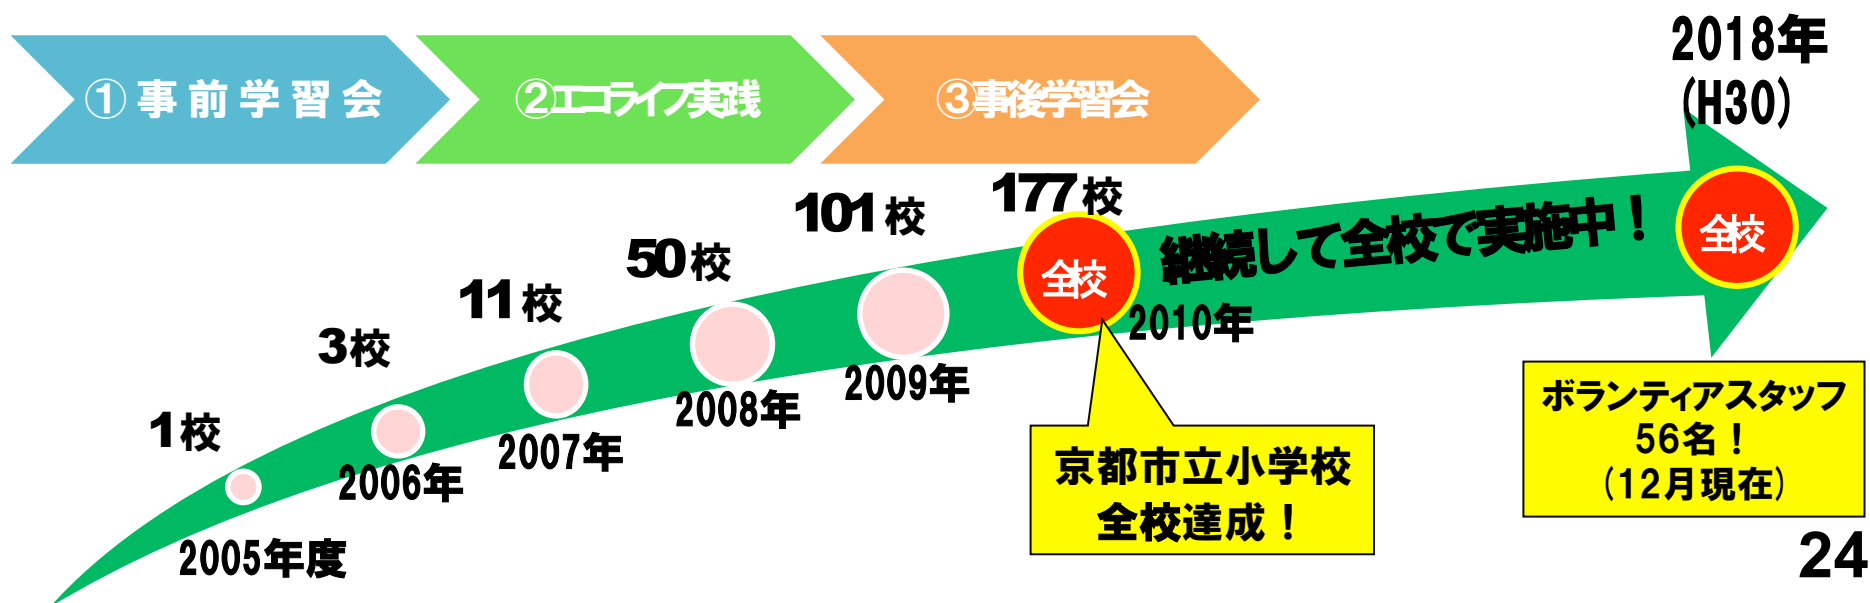 ①事前学習会
②エコライフ実践
③事後学習会
2018年
(H30)
177校
101校
50校
11校
3校
1校
全校
継続して全校で実施中！
全校
2010年
2009年
2008年
2007年
2006年
2005年度
京都市立小学校
全校達成！
ボランティアスタッフ
56名！
(12月現在)
24